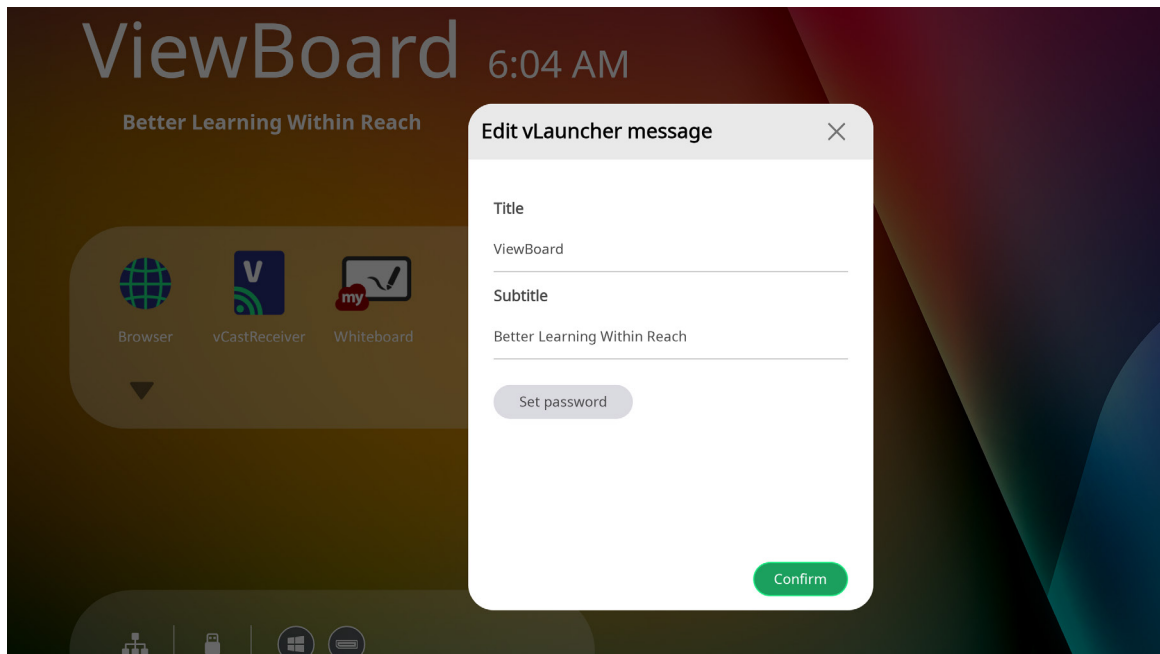 ViewBoard 6:04 AM
Better Learning Within Reach
Edit vLauncher message
Title
ViewBoard
Subtitle
Better Learning Within Reach
Set password
Confirm
V
my
Browser
vCastReceiver
Whiteboard